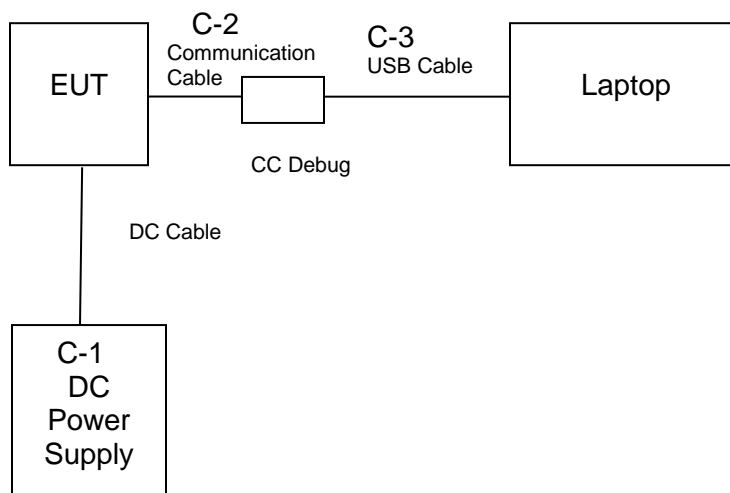 C-2
Communication
Cable
C-3
USB Cable
EUT
Laptop
CC Debug
DC Cable
C-1
DC
Power
Supply